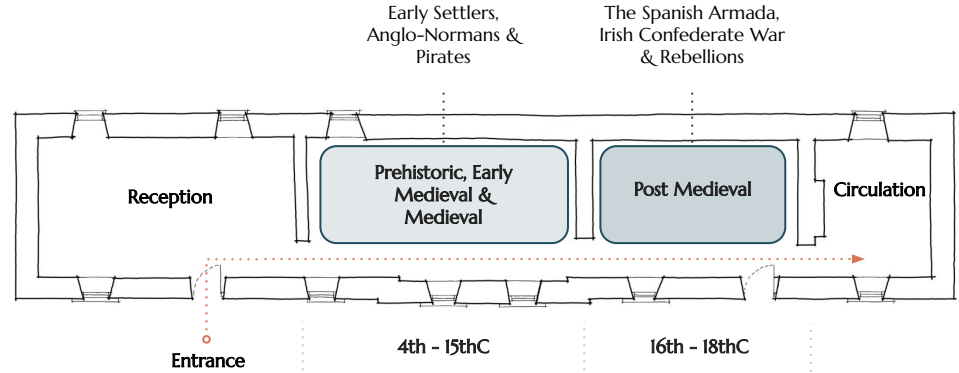 Early Settlers,
Anglo-Normans &
Pirates
The Spanish Armada,
Irish Confederate War
& Rebellions
Reception
Prehistoric, Early
Medieval &
Medieval
Post Medieval
Circulation
Entrance
4th - 15thC
16th - 18thC